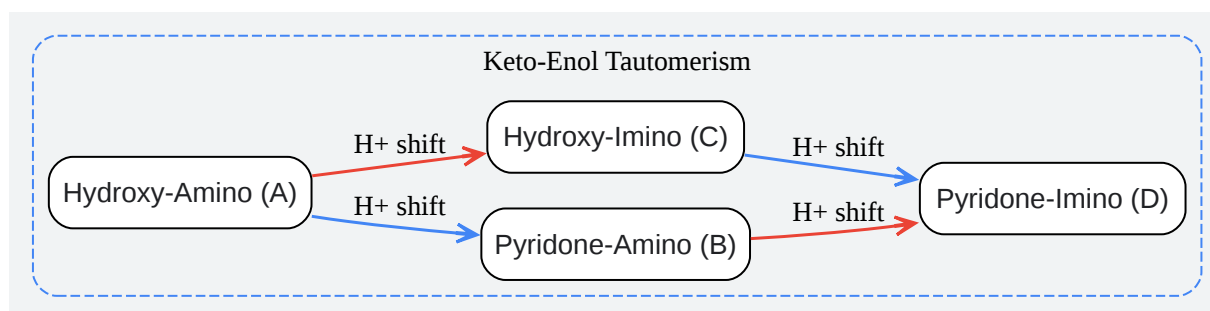 Keto-Enol Tautomerism
H+ shift
Hydroxy-Imino (C)
H+ shift
Hydroxy-Amino (A)
Pyridone-Imino (D)
H+ shift
H+ shift
Pyridone-Amino (B)